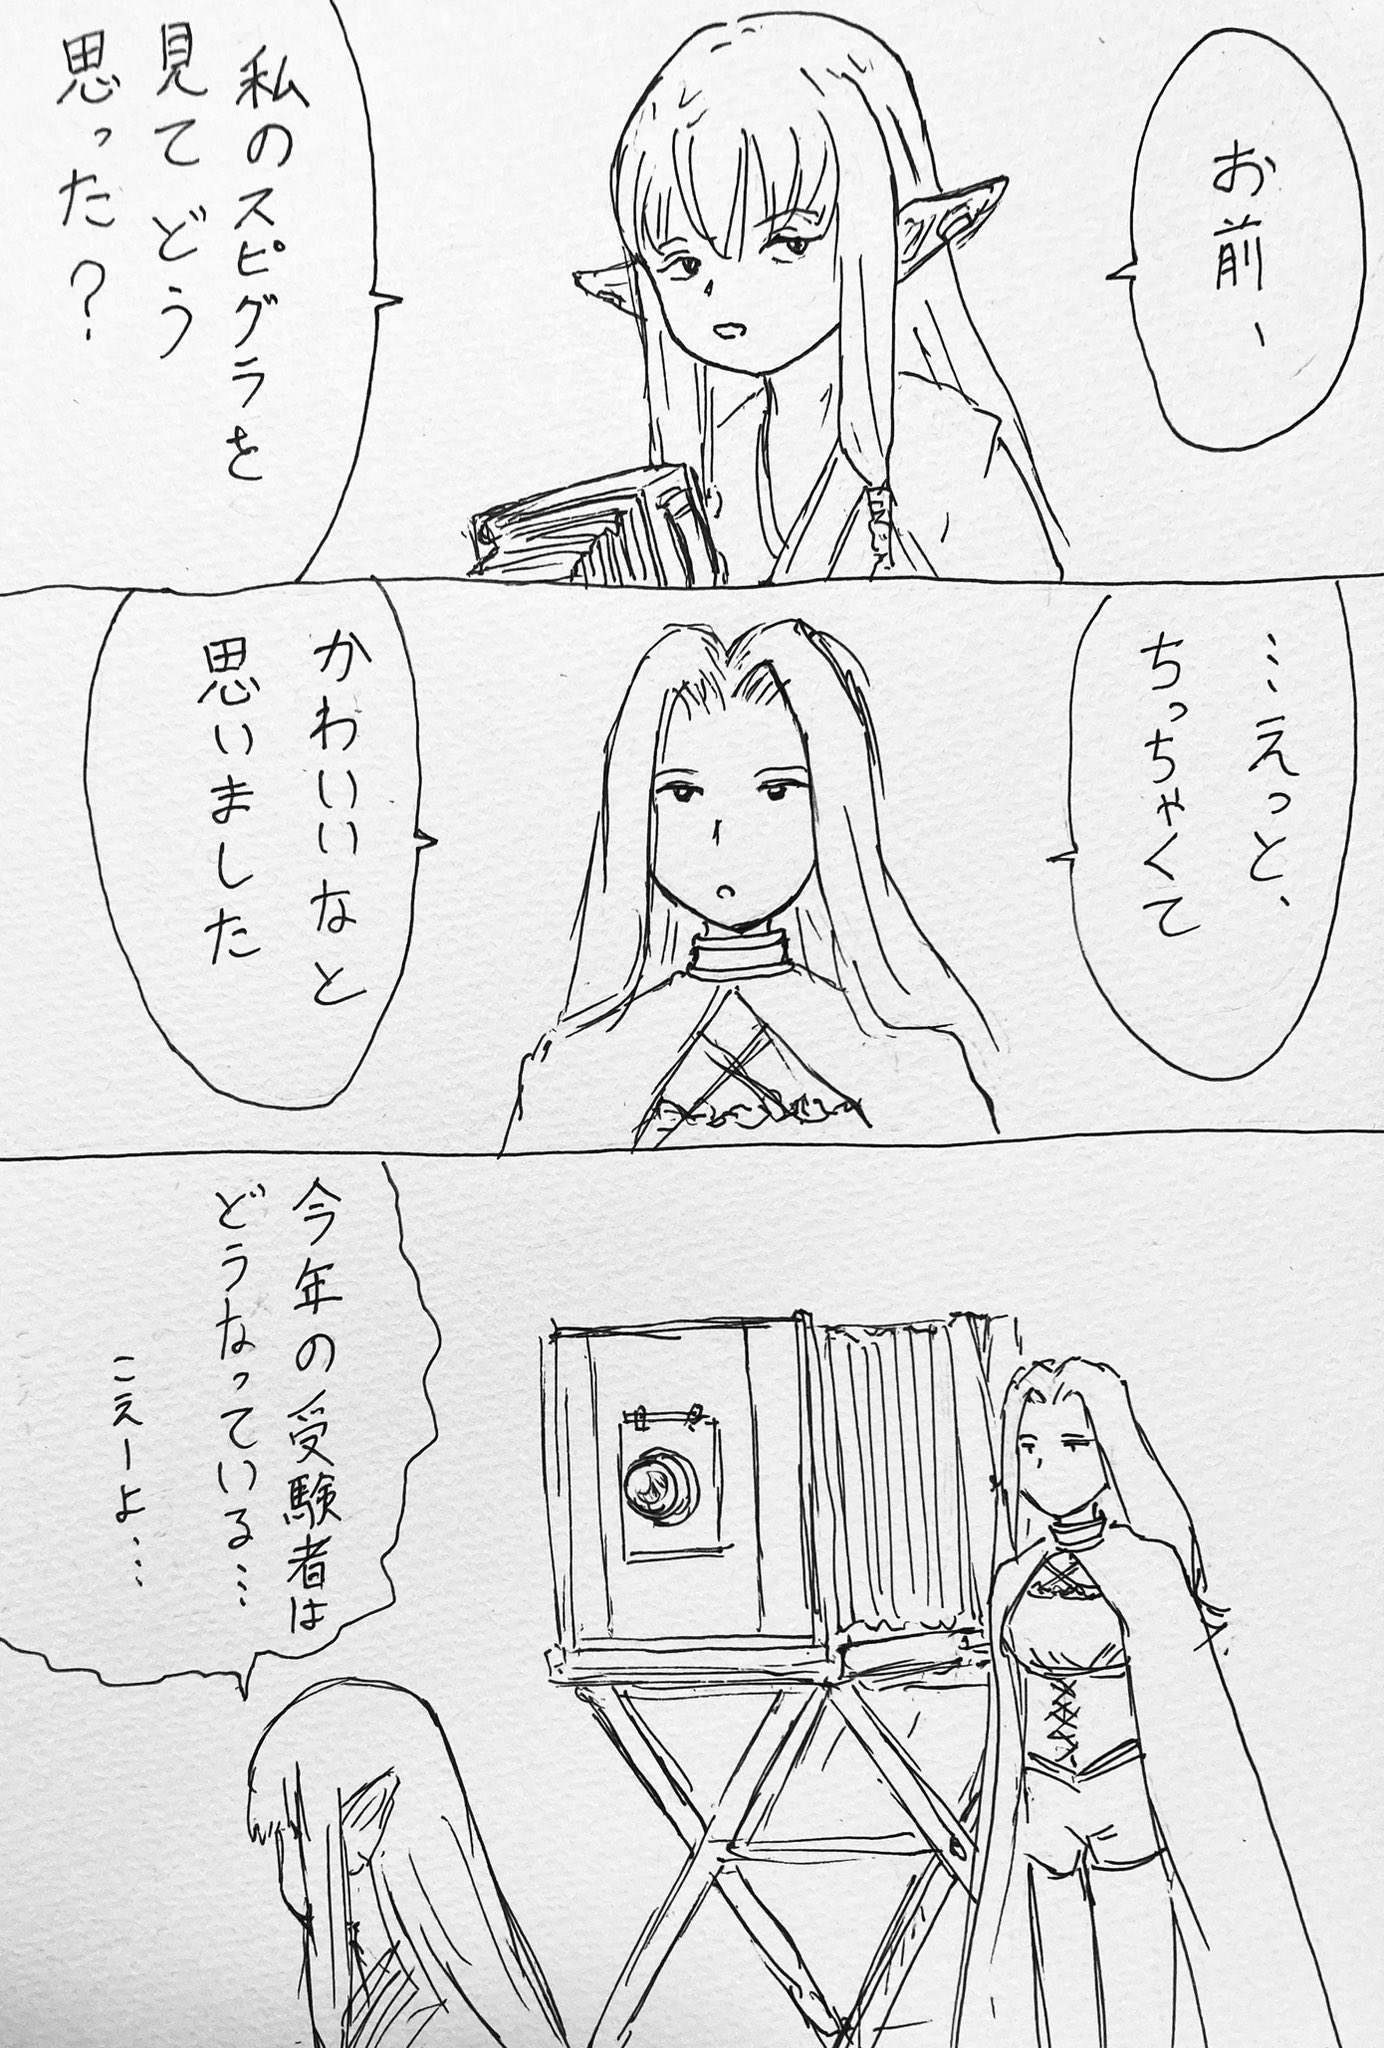 お前、
私のスピグラを
見てどう
思った?
…えっと、
ちっちゃくて
かわいいなと
思いました
今年の受験者は
どうなっている…
こえーよ…